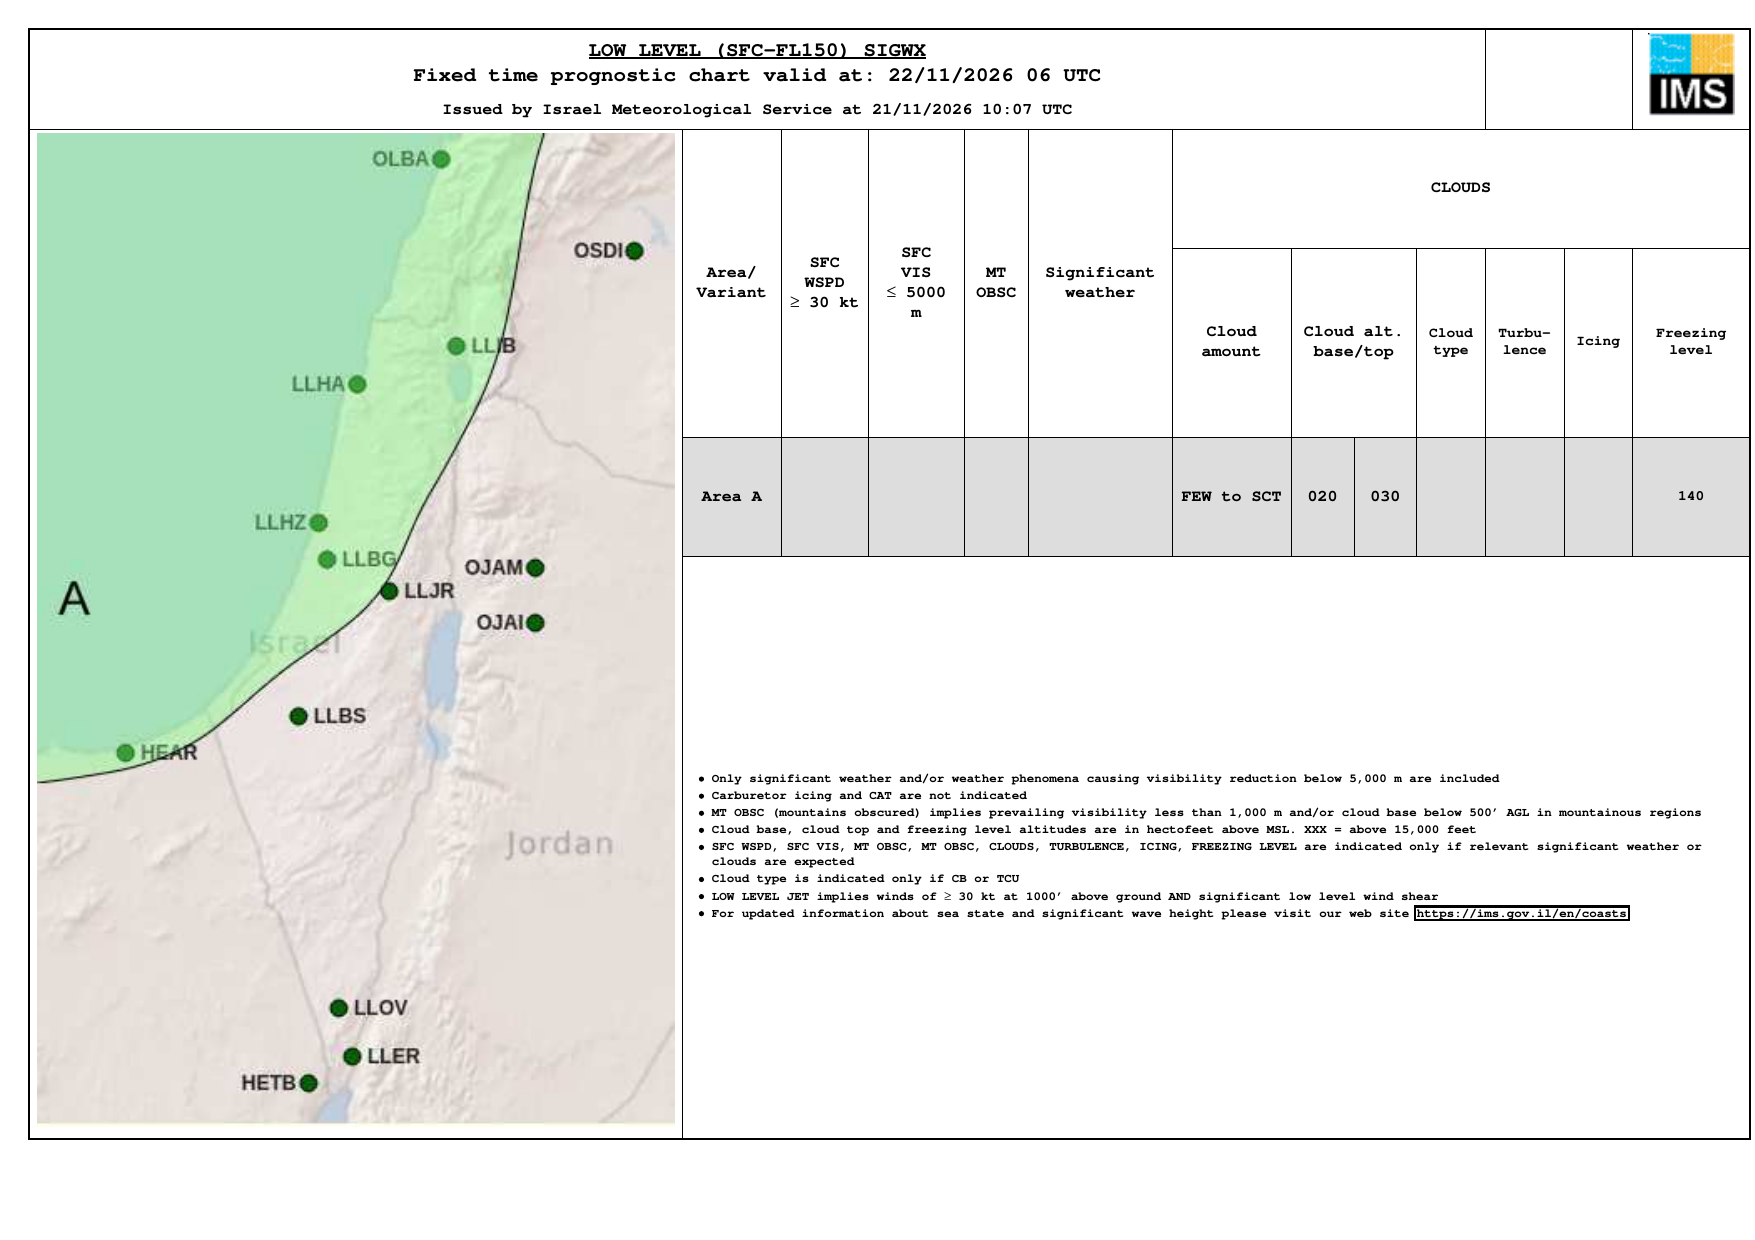 LOW LEVEL (SFC-FL150) SIGWX
Fixed time prognostic chart valid at: 22/11/2026 06 UTC
Issued by Israel Meteorological Service at 21/11/2026 10:07 UTC
IMS
OLBA
OSDI
LLIB
LLHA
LLHZ
LLBG
OJAM
A
LLJR
OJAI
Israel
LLBS
HEAR
Jordan
LLOV
LLER
HETB
Area/
Variant
SFC
WSPD
≥ 30 kt
SFC
VIS
≤ 5000
m
MT
OBSC
Significant
weather
CLOUDS
Cloud
amount
Cloud alt.
base/top
Cloud
type
Turbu-
lence
Icing
Freezing
level
Area A
FEW to SCT
020
030
140
• Only significant weather and/or weather phenomena causing visibility reduction below 5,000 m are included
• Carburetor icing and CAT are not indicated
• MT OBSC (mountains obscured) implies prevailing visibility less than 1,000 m and/or cloud base below 500' AGL in mountainous regions
• Cloud base, cloud top and freezing level altitudes are in hectofeet above MSL. XXX = above 15,000 feet
• SFC WSPD, SFC VIS, MT OBSC, MT OBSC, CLOUDS, TURBULENCE, ICING, FREEZING LEVEL are indicated only if relevant significant weather or
clouds are expected
• Cloud type is indicated only if CB or TCU
• LOW LEVEL JET implies winds of ≥ 30 kt at 1000' above ground AND significant low level wind shear
• For updated information about sea state and significant wave height please visit our web site https://ims.gov.il/en/coasts